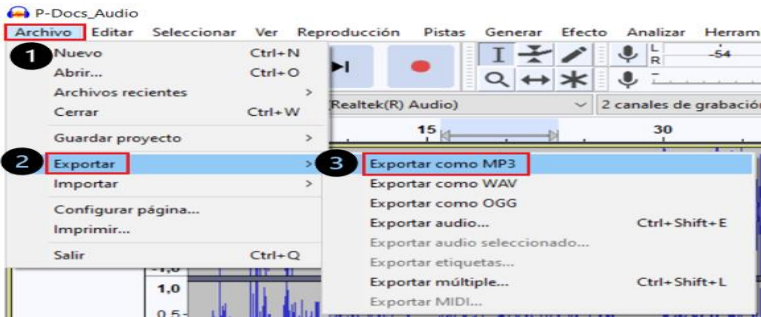 P-Docs_Audio
Archivo Editar Seleccionar Ver Reproducción Pistas Generar Efecto Analizar Herram
1
Nuevo Ctrl+N
Abrir... Ctrl+O
Archivos recientes >
Cerrar Ctrl+W
Guardar proyecto >
2 Exportar >
Importar >
Configurar página...
Imprimir...
Salir Ctrl+Q
L
R
-54
(Realtek(R) Audio)
2 canales de grabació
15 30
3 Exportar como MP3
Exportar como WAV
Exportar como OGG
Exportar audio... Ctrl+Shift+E
Exportar audio seleccionado...
Exportar etiquetas...
Exportar múltiple... Ctrl+Shift+L
Exportar MIDI...
-1,0
1,0
0,5-